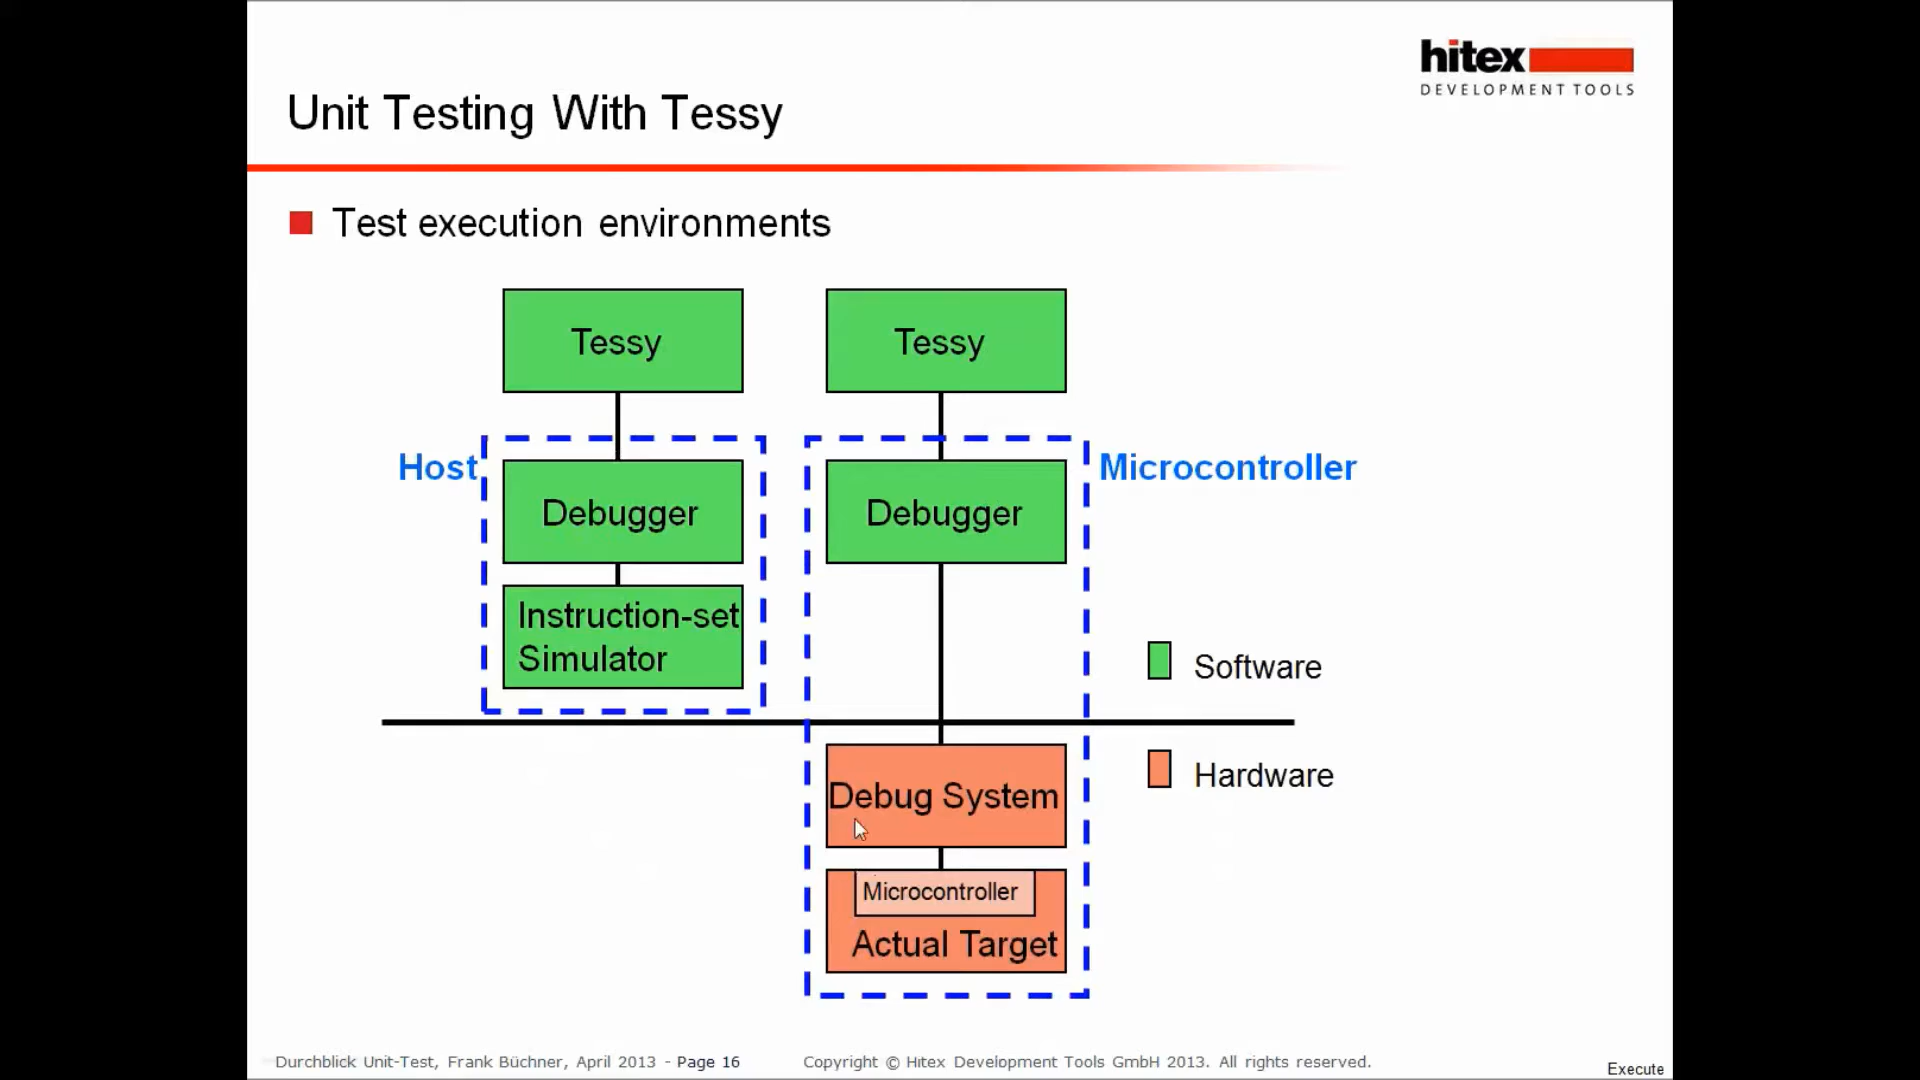 hitex
DEVELOPMENT TOOLS
Unit Testing With Tessy
Test execution environments
Tessy
Tessy
Host
Microcontroller
Debugger
Debugger
Instruction-set
Simulator
Software
Debug System
Hardware
Microcontroller
Actual Target
Durchblick Unit-Test, Frank Büchner, April 2013 - Page 16
Copyright © Hitex Development Tools GmbH 2013. All rights reserved.
Execute